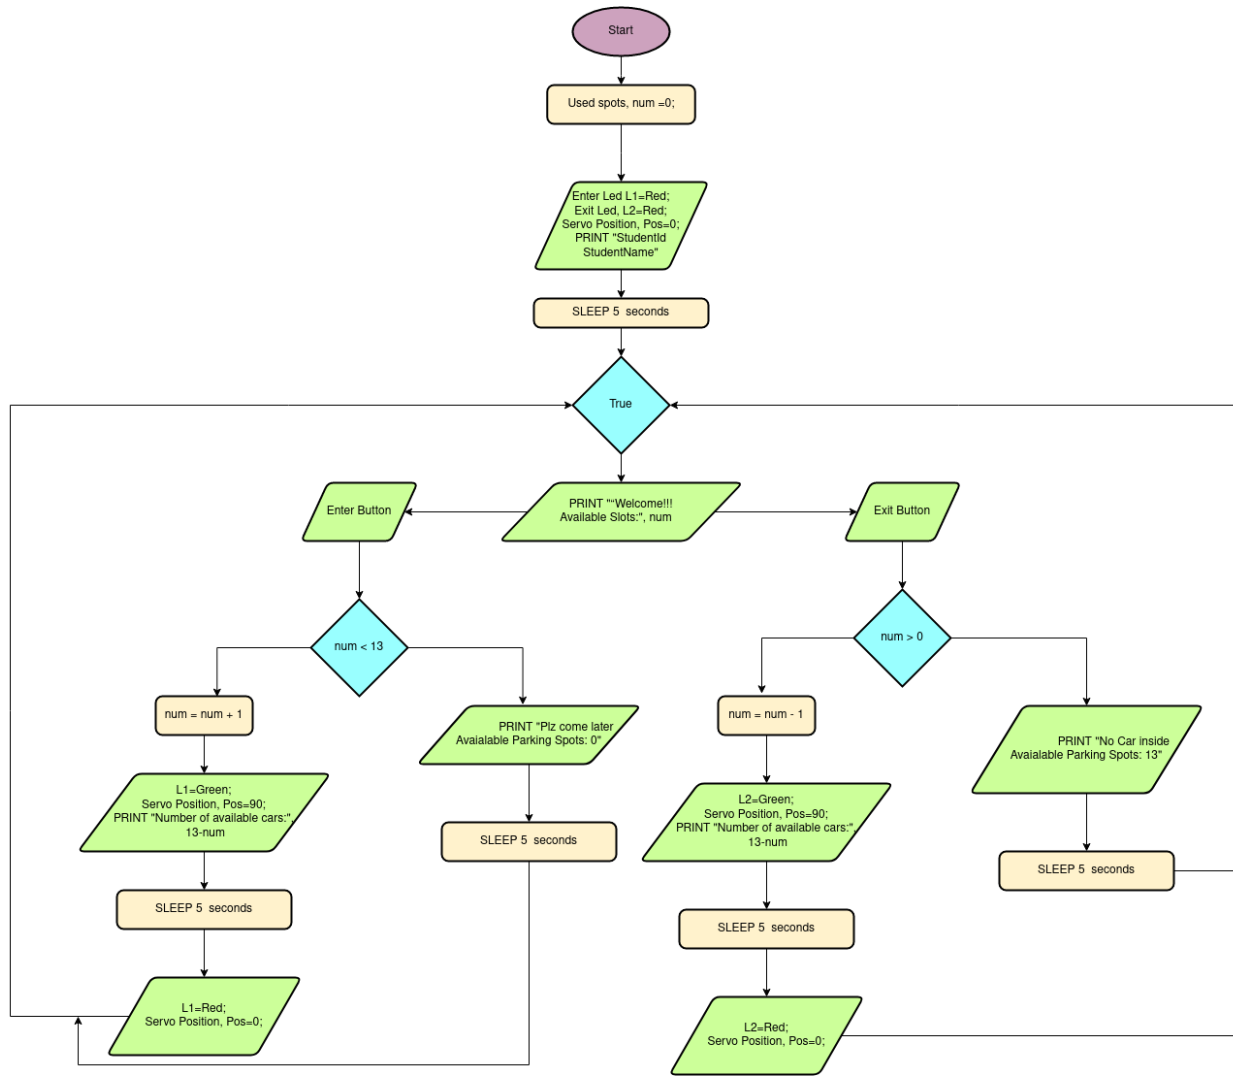 Start
Used spots, num =0;
Enter Led L1=Red;
Exit Led, L2=Red;
Servo Position, Pos=0;
PRINT "StudentId
StudentName"
SLEEP 5 seconds
True
Enter Button
PRINT "“Welcome!!!
Available Slots:", num
Exit Button
num < 13
num > 0
num = num + 1
PRINT "Plz come later
Avaialable Parking Spots: 0"
num = num - 1
PRINT "No Car inside
Avaialable Parking Spots: 13"
L1=Green;
Servo Position, Pos=90;
PRINT "Number of available cars:",
13-num
SLEEP 5 seconds
L2=Green;
Servo Position, Pos=90;
PRINT "Number of available cars:",
13-num
SLEEP 5 seconds
SLEEP 5 seconds
SLEEP 5 seconds
L1=Red;
Servo Position, Pos=0;
L2=Red;
Servo Position, Pos=0;